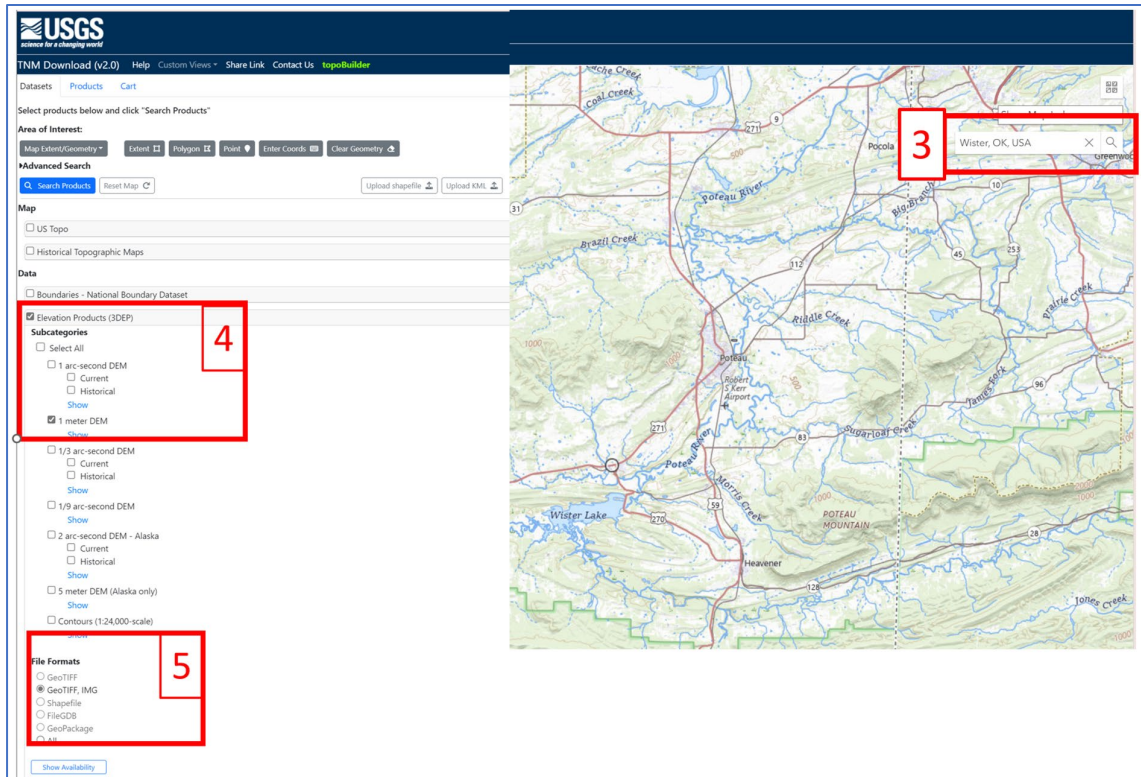 USGS
science for a changing world
TNM Download (v2.0) Help Custom Views Share Link Contact Us topoBuilder
Datasets Products Cart
Select products below and click "Search Products"
Area of Interest:
Map Extent/Geometry Extent Polygon Point Enter Coords Clear Geometry
Advanced Search
Search Products Reset Map Upload shapefile Upload KML
Map
US Topo
Historical Topographic Maps
Data
Boundaries - National Boundary Dataset
Elevation Products (3DEP)
4
Subcategories
Select All
1 arc-second DEM
Current
Historical
Show
1 meter DEM
Show
1/3 arc-second DEM
Current
Historical
Show
1/9 arc-second DEM
Show
2 arc-second DEM - Alaska
Current
Historical
Show
5 meter DEM (Alaska only)
Show
Contours (1:24,000-scale)
Show
File Formats
5
GeoTIFF
GeoTIFF, IMG
Shapefile
FileGDB
GeoPackage
All
Show Availability
Cache Creek
Coal Creek
9
271
500
3
Wister, OK, USA
Pocola
Greenwoo
10
Poteau River
Big Branch
31
Brazil Creek
45
253
112
Prairie Creek
Riddle Creek
1000
500
Poteau
Robert
S Kerr
Airport
96
James Fork
271
83
Sugarloaf Creek
Poteau River
Morris Creek
59
1000
1000
Wister Lake
270
POTEAU
MOUNTAIN
28
Heavener
128
Jones Creek
1000